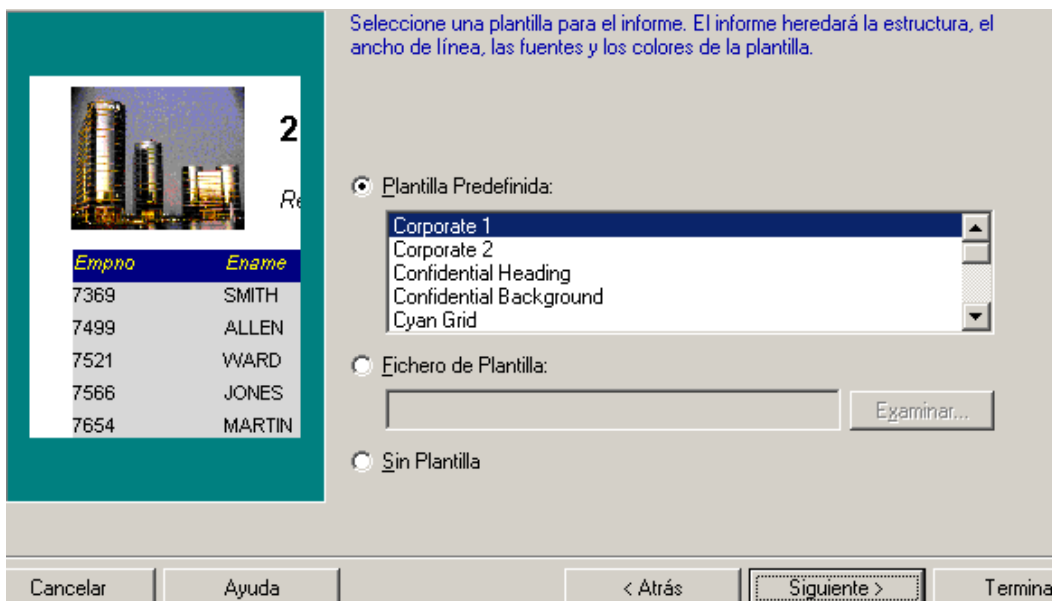 Seleccione una plantilla para el informe. El informe heredará la estructura, el
ancho de línea, las fuentes y los colores de la plantilla.
2
Re
Empno Ename
7369 SMITH
7499 ALLEN
7521 WARD
7566 JONES
7654 MARTIN
Plantilla Predefinida:
Corporate 1
Corporate 2
Confidential Heading
Confidential Background
Cyan Grid
Fichero de Plantilla:
Examinar...
Sin Plantilla
Cancelar Ayuda < Atrás Siguiente > Termina